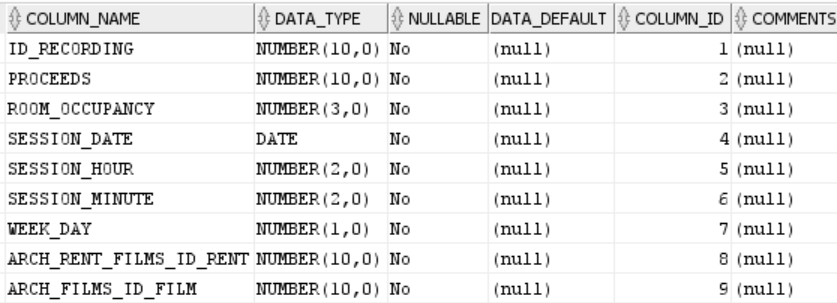 COLUMN_NAME DATA_TYPE NULLABLE DATA_DEFAULT COLUMN_ID COMMENTS
ID_RECORDING NUMBER(10,0) No (null) 1 (null)
PROCEEDS NUMBER(10,0) No (null) 2 (null)
ROOM_OCCUPANCY NUMBER(3,0) No (null) 3 (null)
SESSION_DATE DATE No (null) 4 (null)
SESSION_HOUR NUMBER(2,0) No (null) 5 (null)
SESSION_MINUTE NUMBER(2,0) No (null) 6 (null)
WEEK_DAY NUMBER(1,0) No (null) 7 (null)
ARCH_RENT_FILMS_ID_RENT NUMBER(10,0) No (null) 8 (null)
ARCH_FILMS_ID_FILM NUMBER(10,0) No (null) 9 (null)